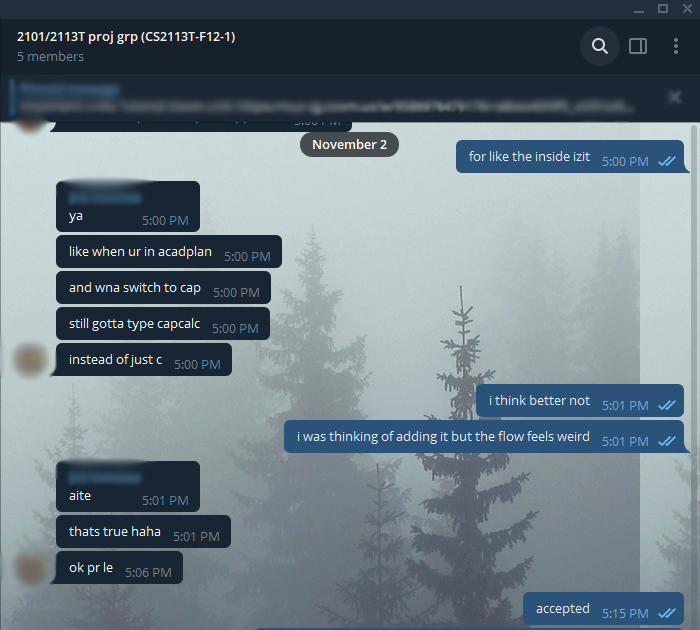 2101/2113T proj grp (CS2113T-F12-1)
5 members
November 2
for like the inside izit 5:00 PM
ya 5:00 PM
like when ur in acadplan 5:00 PM
and wna switch to cap 5:00 PM
still gotta type capcalc 5:00 PM
instead of just c 5:00 PM
i think better not 5:01 PM
i was thinking of adding it but the flow feels weird 5:01 PM
aite 5:01 PM
thats true haha 5:01 PM
ok pr le 5:06 PM
accepted 5:15 PM